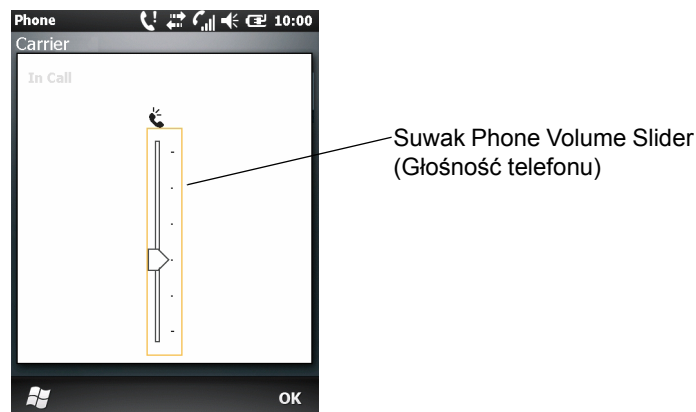 Phone 10:00
Carrier
In Call
Suwak Phone Volume Slider
(Głośność telefonu)
OK